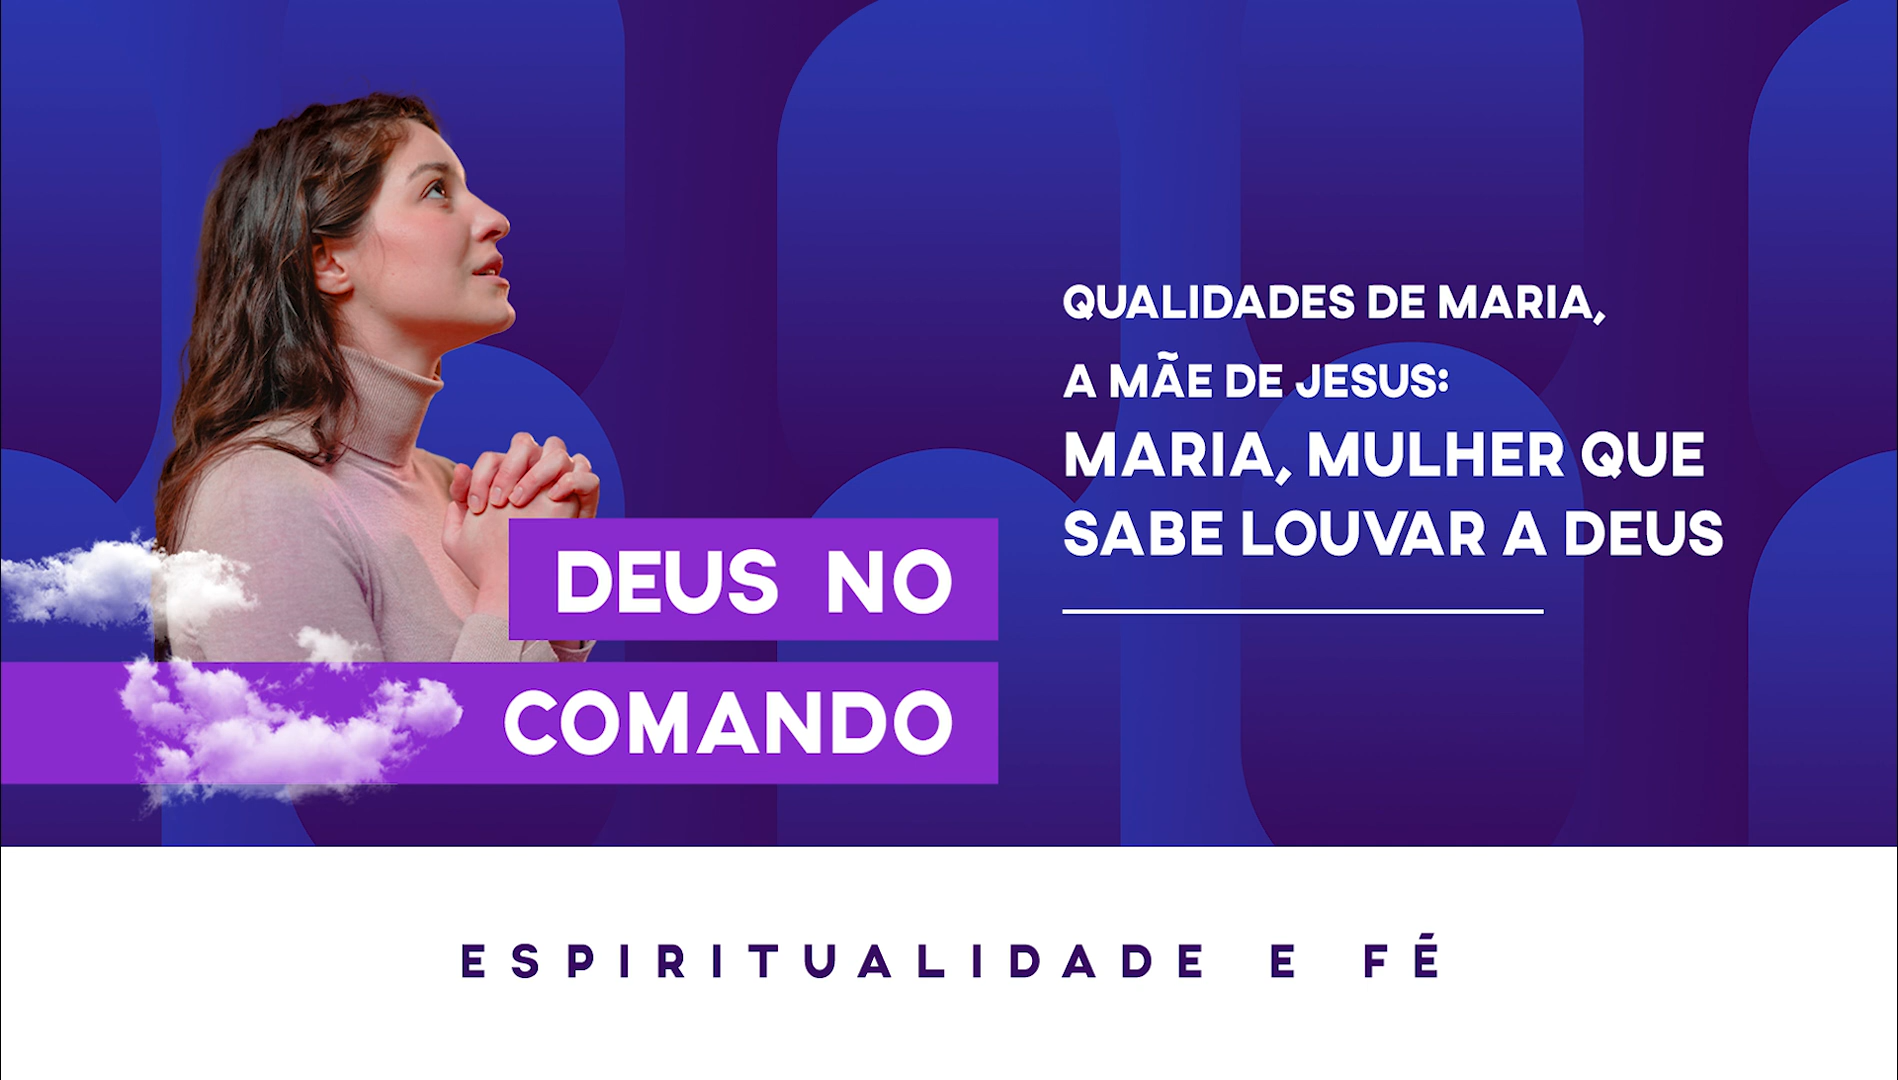 QUALIDADES DE MARIA,
A MÃE DE JESUS:
MARIA, MULHER QUE
SABE LOUVAR A DEUS
DEUS NO
COMANDO
ESPIRITUALIDADE E FÉ